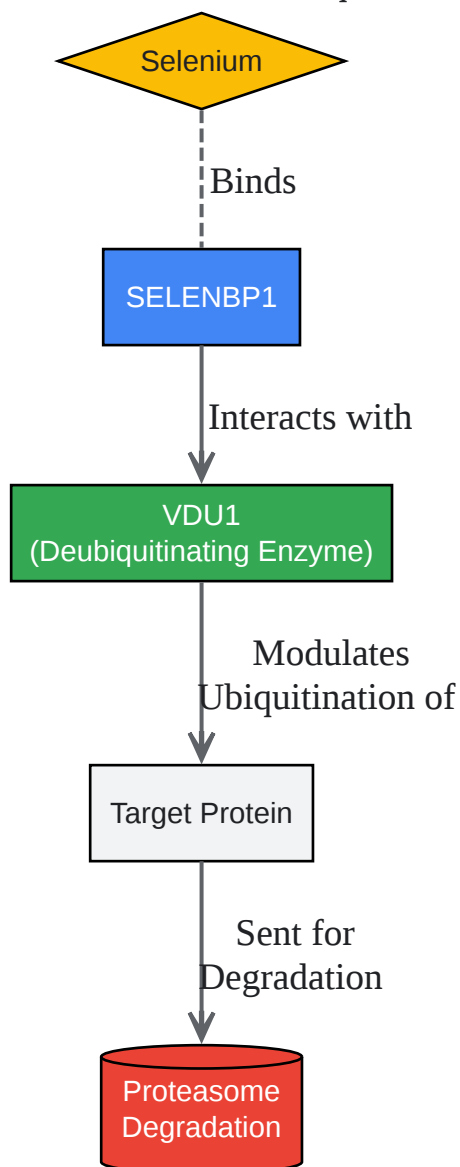 Selenium
Binds
SELENBP1
Interacts with
VDU1
(Deubiquitinating Enzyme)
Modulates
Ubiquitination of
Target Protein
Sent for
Degradation
Proteasome
Degradation